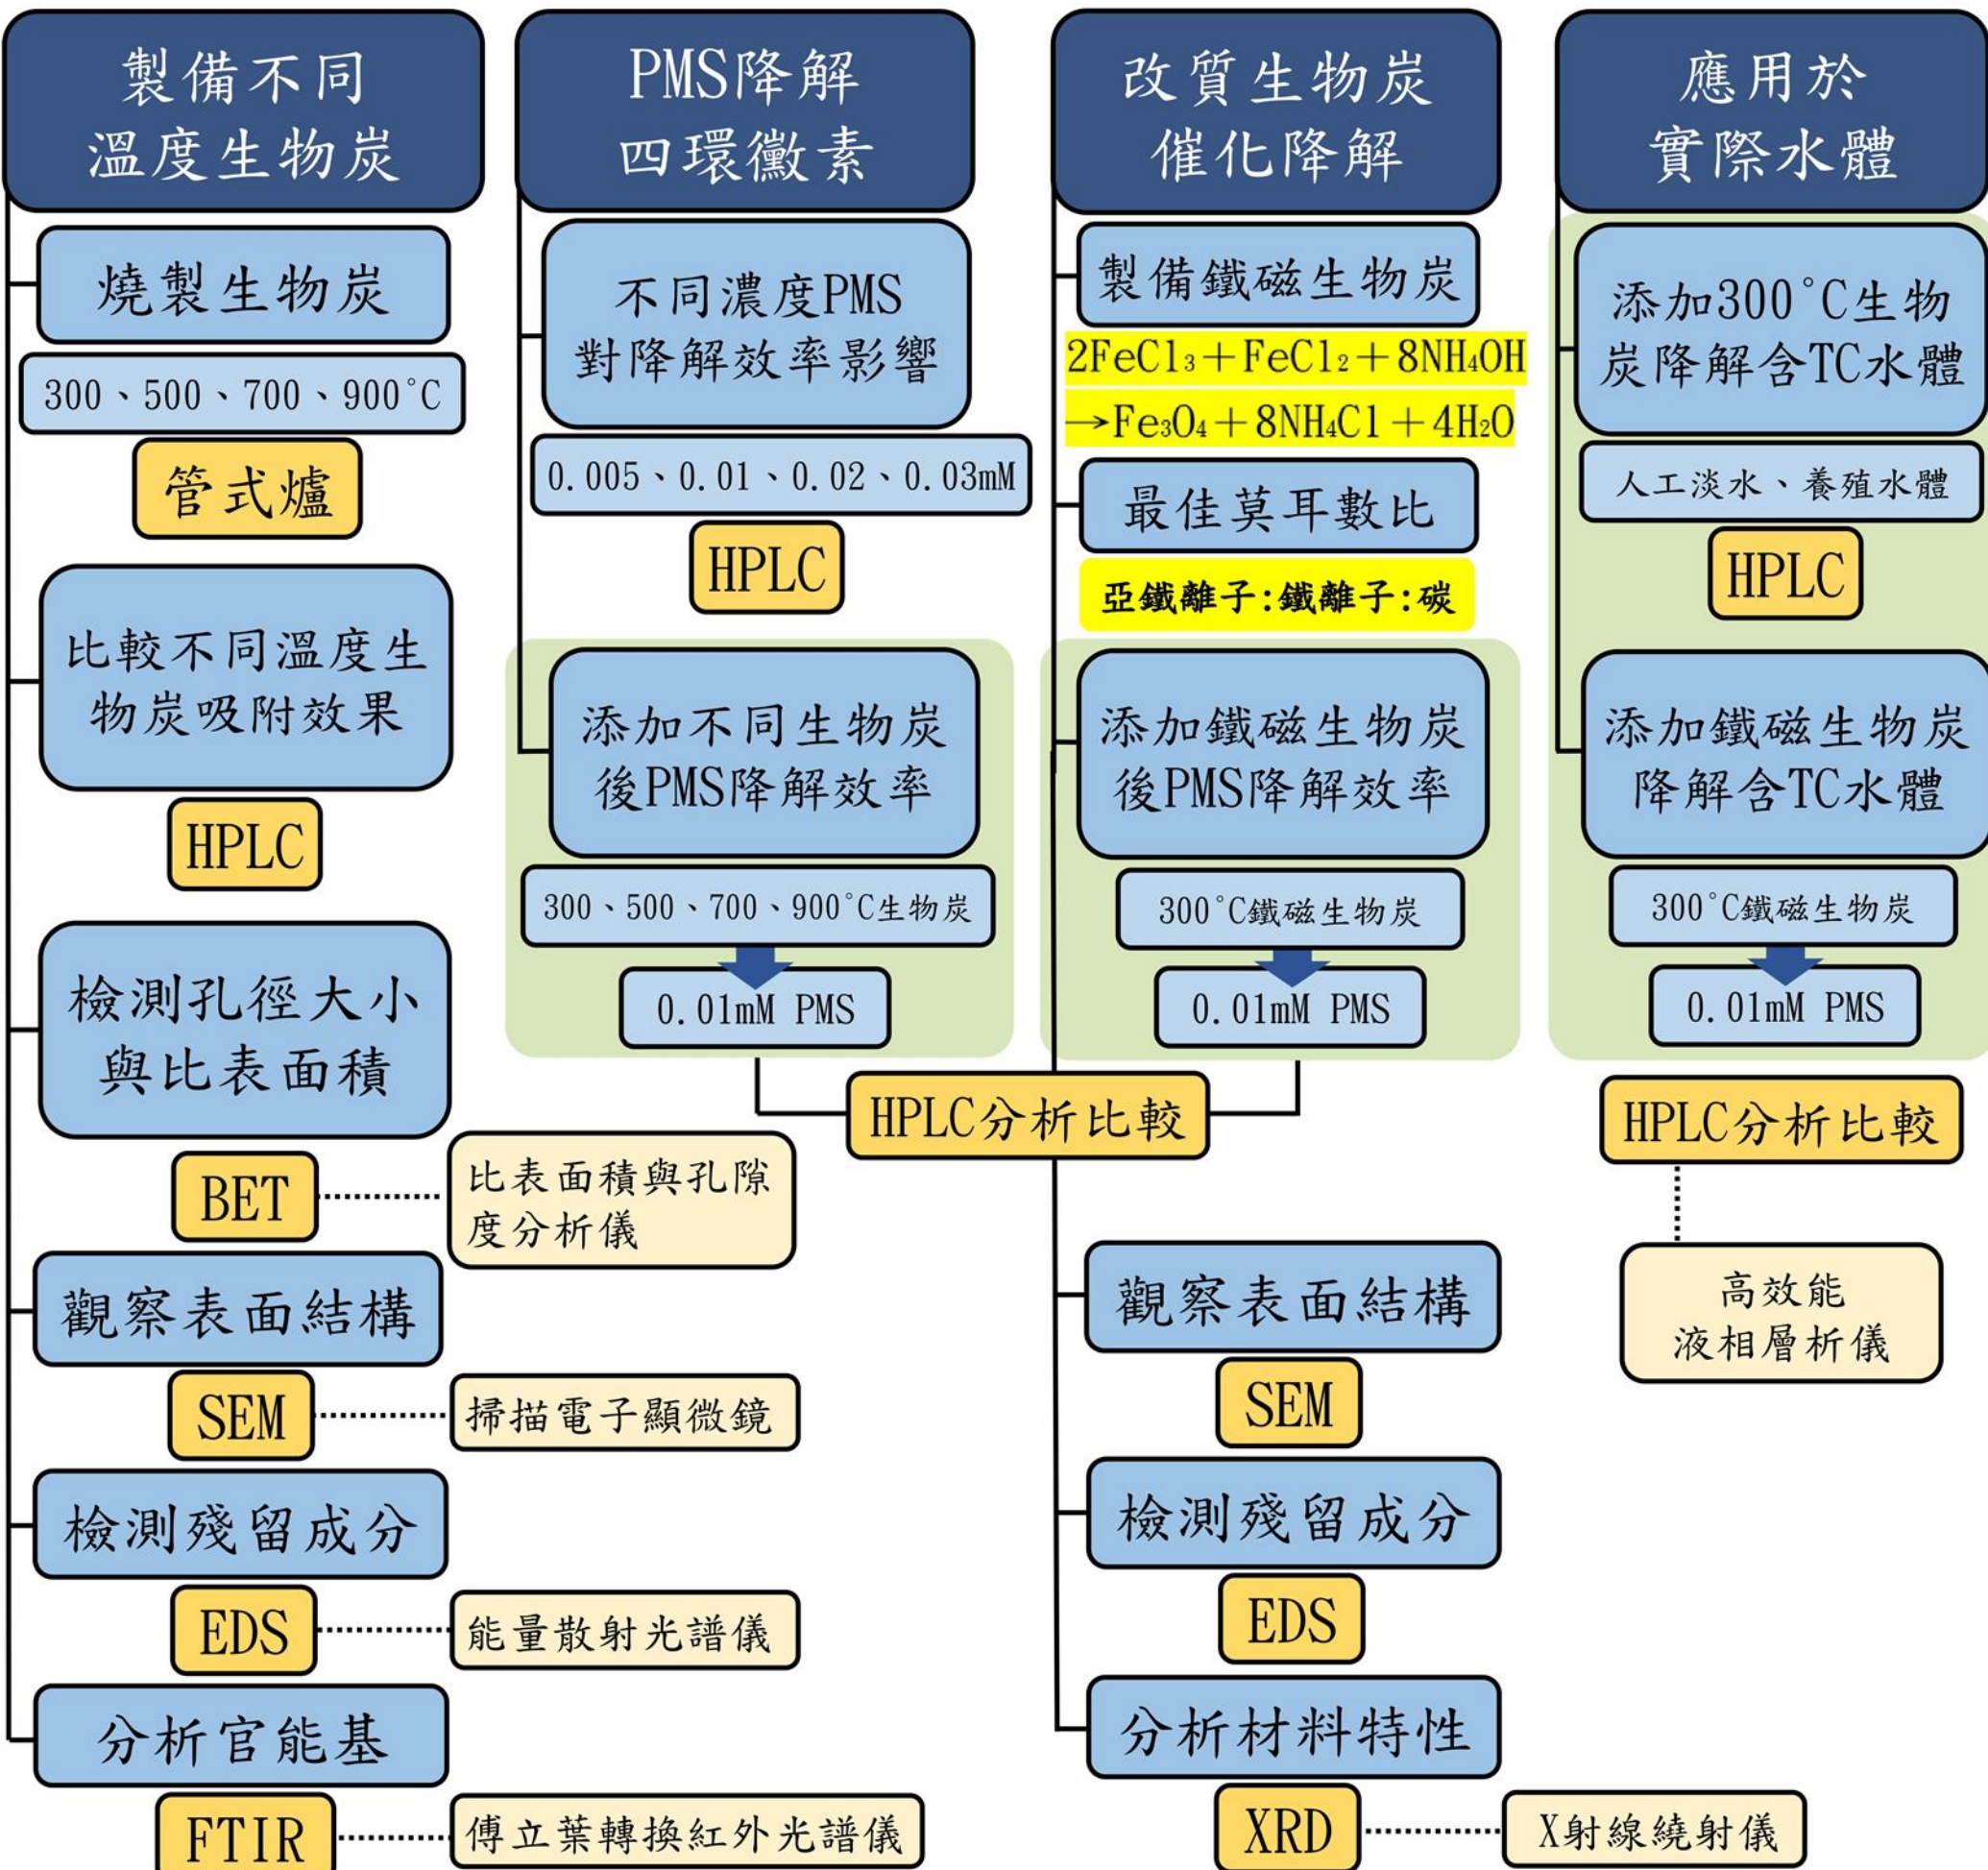 製備不同
溫度生物炭
燒製生物炭
300、500、700、900°C
管式爐
比較不同溫度生
物炭吸附效果
HPLC
檢測孔徑大小
與比表面積
BET
比表面積與孔隙
度分析儀
觀察表面結構
SEM
掃描電子顯微鏡
檢測殘留成分
EDS
能量散射光譜儀
分析官能基
FTIR
傅立葉轉換紅外光譜儀
PMS降解
四環黴素
不同濃度PMS
對降解效率影響
0.005、0.01、0.02、0.03mM
HPLC
添加不同生物炭
後PMS降解效率
300、500、700、900°C生物炭
0.01mM PMS
改質生物炭
催化降解
製備鐵磁生物炭
2FeCl₃＋FeCl₂＋8NH₄OH
→Fe₃O₄＋8NH₄Cl＋4H₂O
最佳莫耳數比
亞鐵離子:鐵離子:碳
添加鐵磁生物炭
後PMS降解效率
300°C鐵磁生物炭
0.01mM PMS
HPLC分析比較
觀察表面結構
SEM
檢測殘留成分
EDS
分析材料特性
XRD
X射線繞射儀
應用於
實際水體
添加300°C生物
炭降解含TC水體
人工淡水、養殖水體
HPLC
添加鐵磁生物炭
降解含TC水體
300°C鐵磁生物炭
0.01mM PMS
HPLC分析比較
高效能
液相層析儀